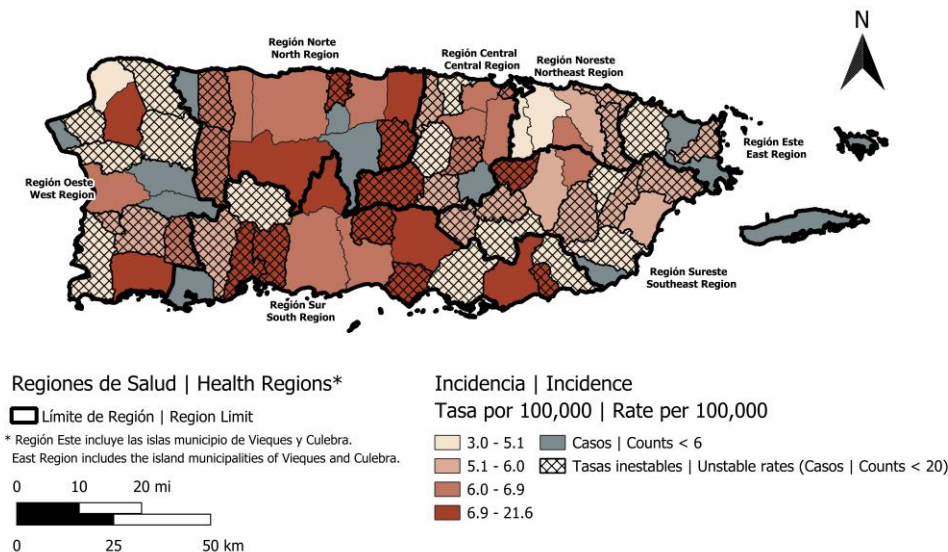 N
Región Norte
North Region
Región Central
Central Region
Región Noreste
Northeast Region
Región Este
East Region
Región Oeste
West Region
Región Sureste
Southeast Region
Región Sur
South Region
Regiones de Salud | Health Regions*
Límite de Región | Region Limit
* Región Este incluye las islas municipio de Vieques y Culebra.
East Region includes the island municipalities of Vieques and Culebra.
0 10 20 mi
0 25 50 km
Incidencia | Incidence
Tasa por 100,000 | Rate per 100,000
3.0 - 5.1
5.1 - 6.0
6.0 - 6.9
6.9 - 21.6
Casos | Counts < 6
Tasas inestables | Unstable rates (Casos | Counts < 20)